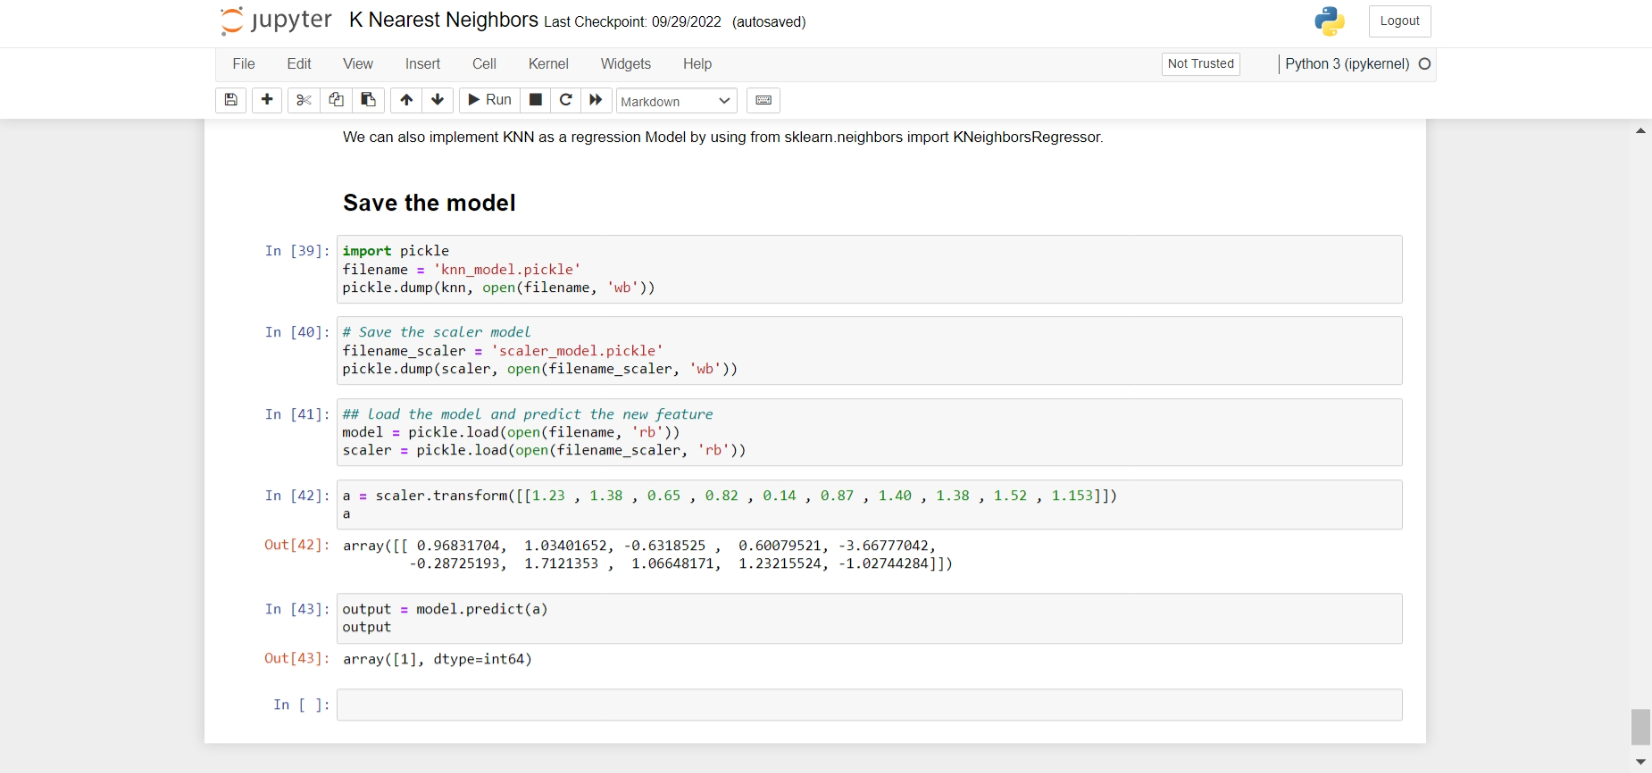 jupyter K Nearest Neighbors Last Checkpoint: 09/29/2022 (autosaved) Logout
File Edit View Insert Cell Kernel Widgets Help Not Trusted Python 3 (ipykernel)
Run Markdown
We can also implement KNN as a regression Model by using from sklearn.neighbors import KNeighborsRegressor.
Save the model
In [39]: import pickle
filename = 'knn_model.pickle'
pickle.dump(knn, open(filename, 'wb'))
In [40]: # Save the scaler model
filename_scaler = 'scaler_model.pickle'
pickle.dump(scaler, open(filename_scaler, 'wb'))
In [41]: ## load the model and predict the new feature
model = pickle.load(open(filename, 'rb'))
scaler = pickle.load(open(filename_scaler, 'rb'))
In [42]: a = scaler.transform([[1.23 , 1.38 , 0.65 , 0.82 , 0.14 , 0.87 , 1.40 , 1.38 , 1.52 , 1.153]])
a
Out[42]: array([[ 0.96831704, 1.03401652, -0.6318525 , 0.60079521, -3.66777042,
-0.28725193, 1.7121353 , 1.06648171, 1.23215524, -1.02744284]])
In [43]: output = model.predict(a)
output
Out[43]: array([1], dtype=int64)
In [ ]: